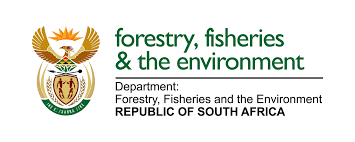 forestry, fisheries
& the environment
Department:
Forestry, Fisheries and the Environment
REPUBLIC OF SOUTH AFRICA